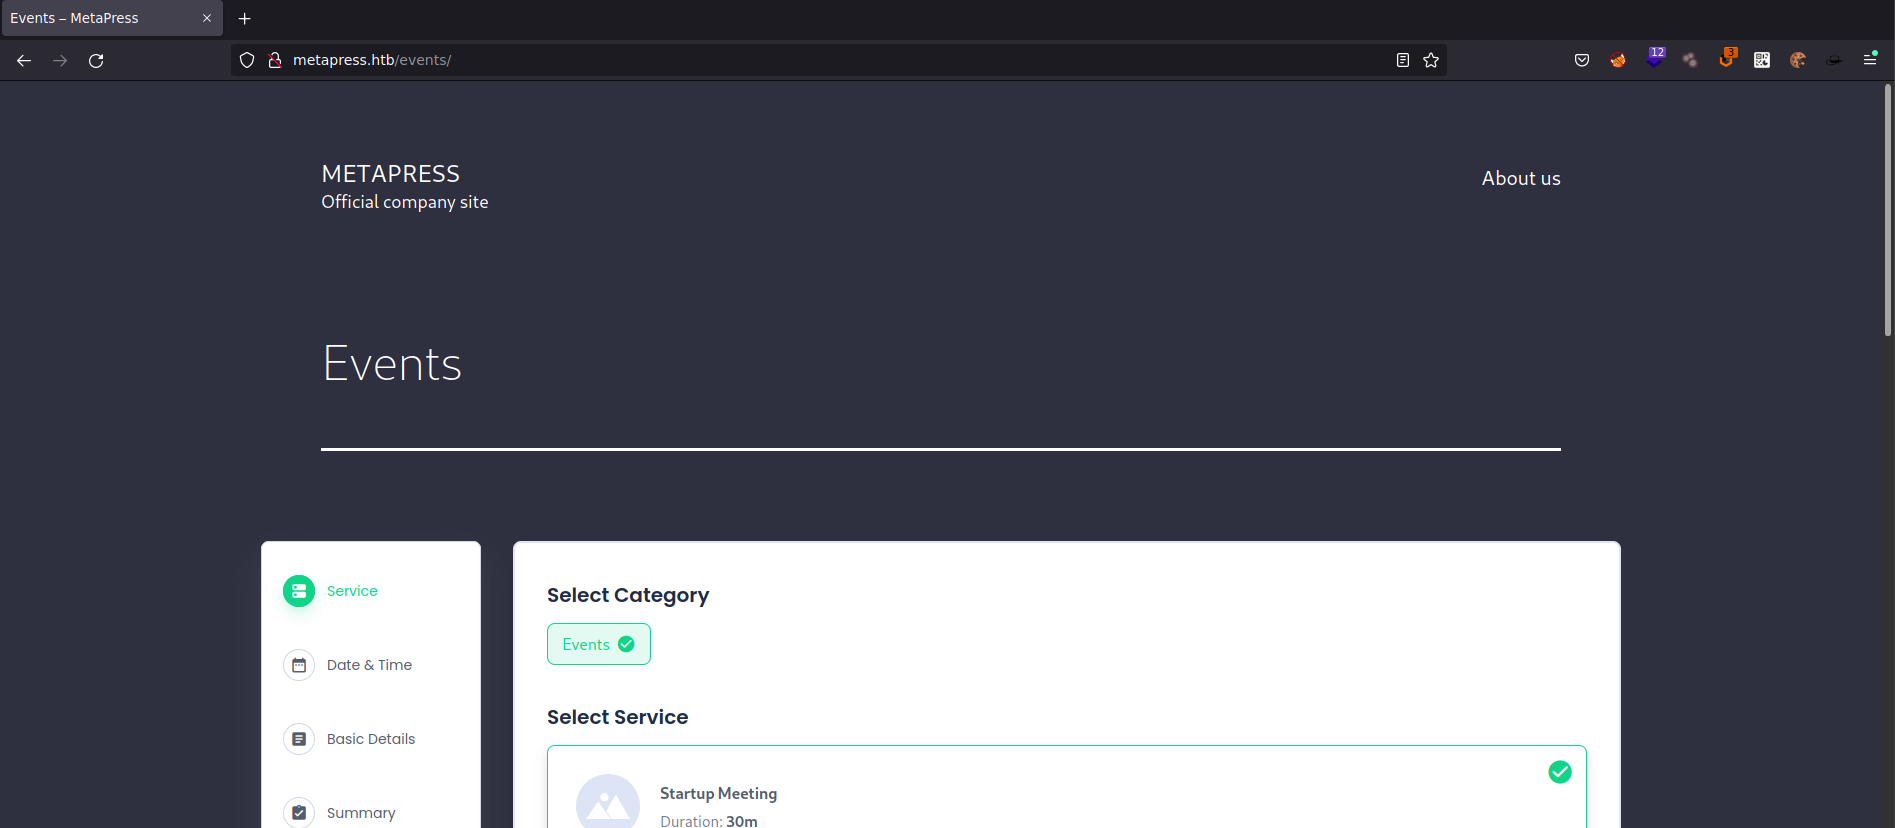 Events – MetaPress
metapress.htb/events/
12
3
METAPRESS
Official company site
About us
Events
Service
Date & Time
Basic Details
Summary
Select Category
Events
Select Service
Startup Meeting
Duration: 30m